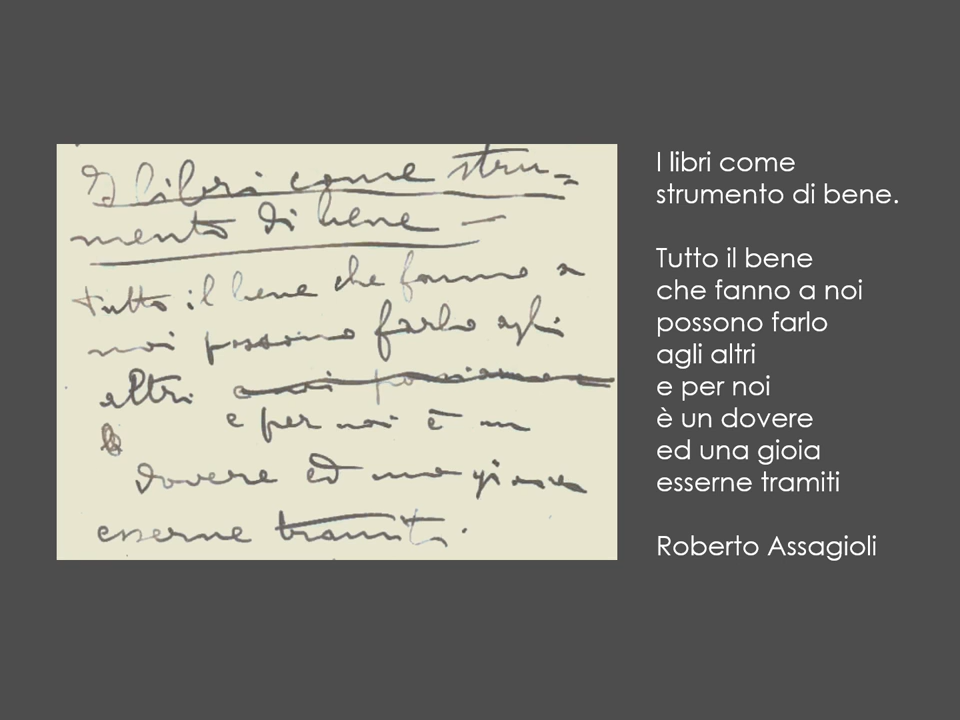 I libri come stru=
mento di bene –
tutto il bene che fanno a
noi possono farlo agli
altri
e per noi è un
dovere ed una gioia
esserne tramiti.
I libri come
strumento di bene.
Tutto il bene
che fanno a noi
possono farlo
agli altri
e per noi
è un dovere
ed una gioia
esserne tramiti
Roberto Assagioli